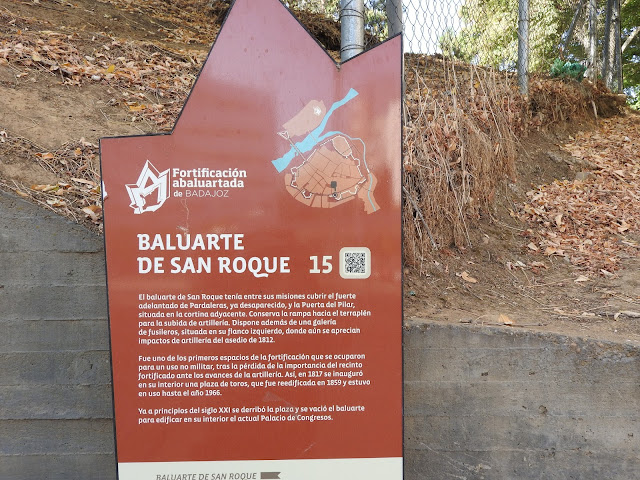 Fortificación
abaluartada
de BADAJOZ
BALUARTE
DE SAN ROQUE 15
El baluarte de San Roque tenía entre sus misiones cubrir el fuerte
adelantado de Pardaleras, ya desaparecido, y la Puerta del Pilar,
situada en la cortina adyacente. Conserva la rampa hacia el terraplén
para la subida de artillería. Dispone además de una galería
de fusileros, situada en su flanco izquierdo, donde aún se aprecian
impactos de artillería del asedio de 1812.
Fue uno de los primeros espacios de la fortificación que se ocuparon
para un uso no militar, tras la pérdida de la importancia del recinto
fortificado ante los avances de la artillería. Así, en 1817 se inauguró
en su interior una plaza de toros, que fue reedificada en 1859 y estuvo
en uso hasta el año 1966.
Ya a principios del siglo XXI se derribó la plaza y se vació el baluarte
para edificar en su interior el actual Palacio de Congresos.
BALUARTE DE SAN ROQUE